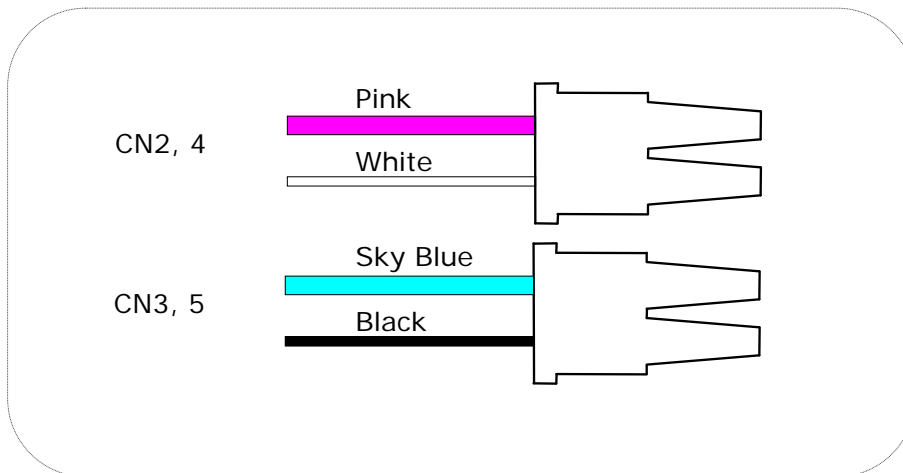 Pink
CN2, 4
White
Sky Blue
CN3, 5
Black